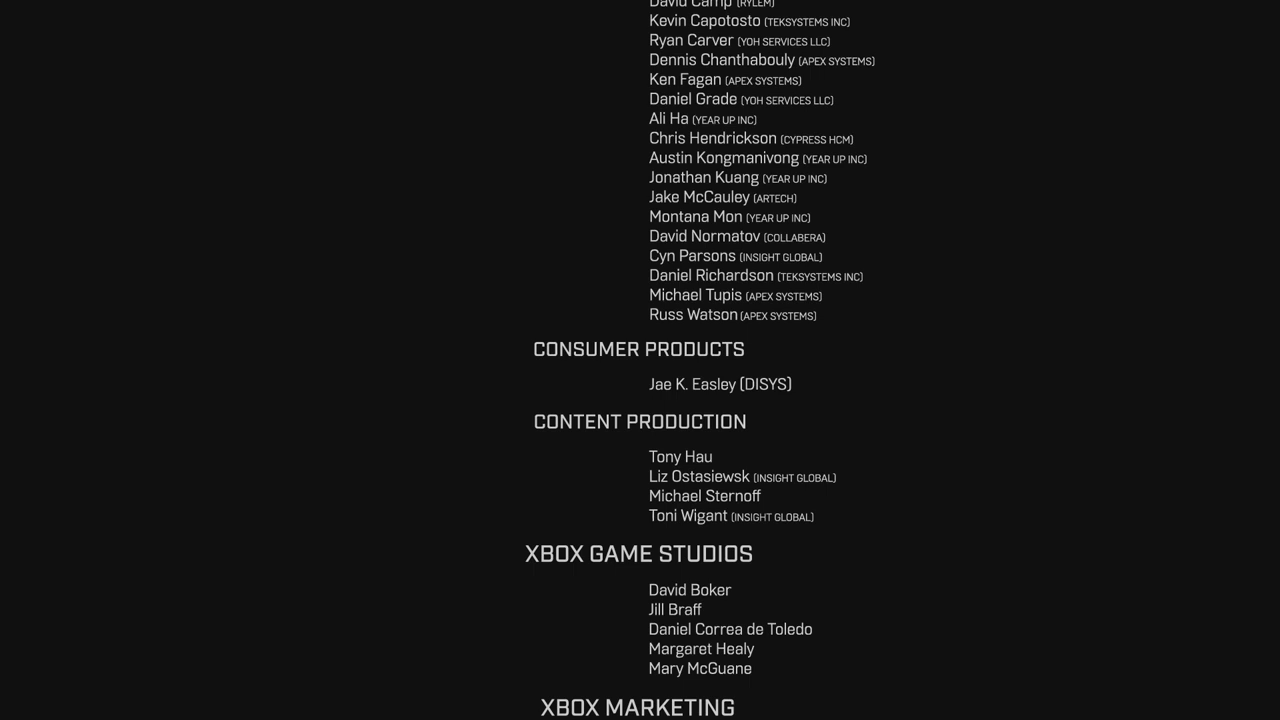 David Camp (RYLEM)
Kevin Capotosto (TEKSYSTEMS INC)
Ryan Carver (YOH SERVICES LLC)
Dennis Chanthabouly (APEX SYSTEMS)
Ken Fagan (APEX SYSTEMS)
Daniel Grade (YOH SERVICES LLC)
Ali Ha (YEAR UP INC)
Chris Hendrickson (CYPRESS HCM)
Austin Kongmanivong (YEAR UP INC)
Jonathan Kuang (YEAR UP INC)
Jake McCauley (ARTECH)
Montana Mon (YEAR UP INC)
David Normatov (COLLABERA)
Cyn Parsons (INSIGHT GLOBAL)
Daniel Richardson (TEKSYSTEMS INC)
Michael Tupis (APEX SYSTEMS)
Russ Watson (APEX SYSTEMS)
CONSUMER PRODUCTS
Jae K. Easley (DISYS)
CONTENT PRODUCTION
Tony Hau
Liz Ostasiewsk (INSIGHT GLOBAL)
Michael Sternoff
Toni Wigant (INSIGHT GLOBAL)
XBOX GAME STUDIOS
David Boker
Jill Braff
Daniel Correa de Toledo
Margaret Healy
Mary McGuane
XBOX MARKETING